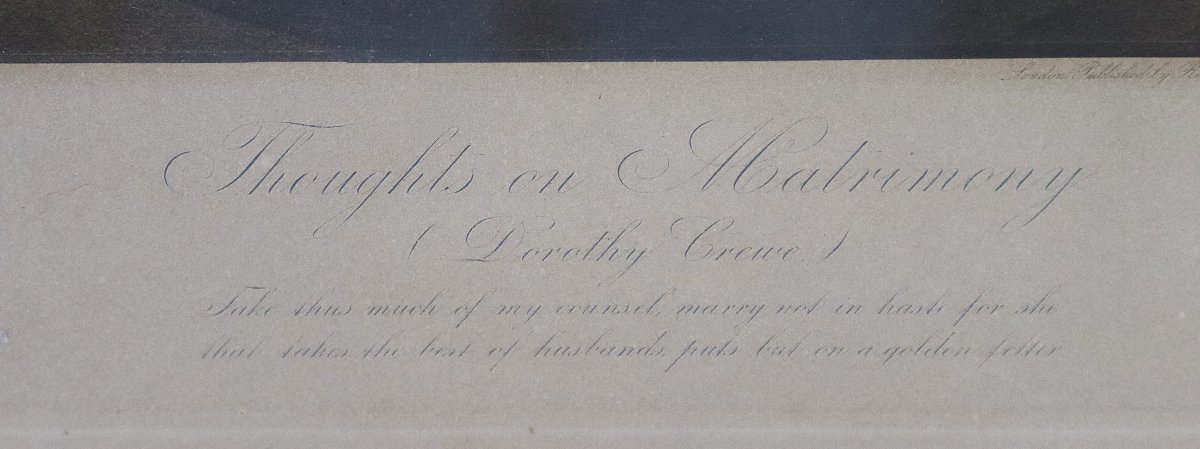 London, Published by
Thoughts on Matrimony
( Dorothy Crewe )
Take thus much of my counsel, marry not in haste for she
that takes the best of husbands, puts but on a golden fetter